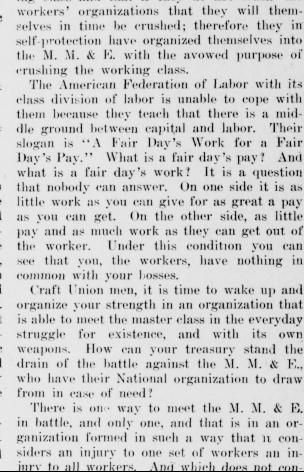 workers' organizations that they will them-
selves in time be crushed; therefore they in
self-protection have organized themselves into
the M. M. & E. with the avowed purpose of
crushing the working class.
The American Federation of Labor with its
class division of labor is unable to cope with
them because they teach that there is a mid-
dle ground between capital and labor. Their
slogan is "A Fair Day's Work for a Fair
Day's Pay." What is a fair day's pay? And
what is a fair day's work? It is a question
that nobody can answer. On one side it is as
little work as you can give for as great a pay
as you can get. On the other side, as little
pay and as much work as they can get out of
the worker. Under this condition you can
see that you, the workers, have nothing in
common with your bosses.
Craft Union men, it is time to wake up and
organize your strength in an organization that
is able to meet the master class in the everyday
struggle for existence, and with its own
weapons. How can your treasury stand the
drain of the battle against the M. M. & E.,
who have their National organization to draw
from in case of need?
There is one way to meet the M. M. & E.
in battle, and only one, and that is in an or-
ganization formed in such a way that it con-
siders an injury to one set of workers an in-
jury to all workers. And which does not con-